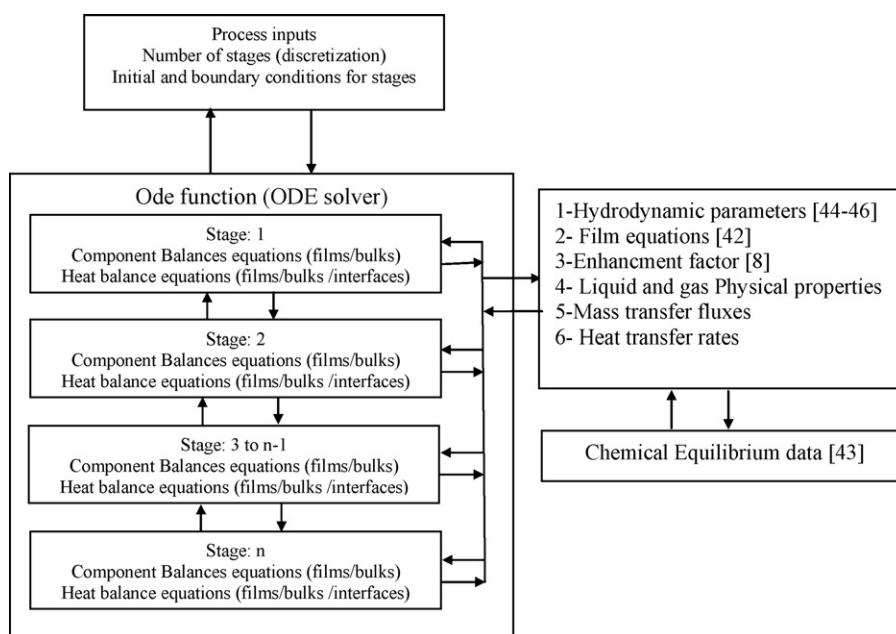 Process inputs
Number of stages (discretization)
Initial and boundary conditions for stages
Ode function (ODE solver)
Stage: 1
Component Balances equations (films/bulks)
Heat balance equations (films/bulks /interfaces)
Stage: 2
Component Balances equations (films/bulks)
Heat balance equations (films/bulks /interfaces)
Stage: 3 to n-1
Component Balances equations (films/bulks)
Heat balance equations (films/bulks /interfaces)
Stage: n
Component Balances equations (films/bulks)
Heat balance equations (films/bulks /interfaces)
1-Hydrodynamic parameters [44-46]
2- Film equations [42]
3-Enhancment factor [8]
4- Liquid and gas Physical properties
5-Mass transfer fluxes
6- Heat transfer rates
Chemical Equilibrium data [43]